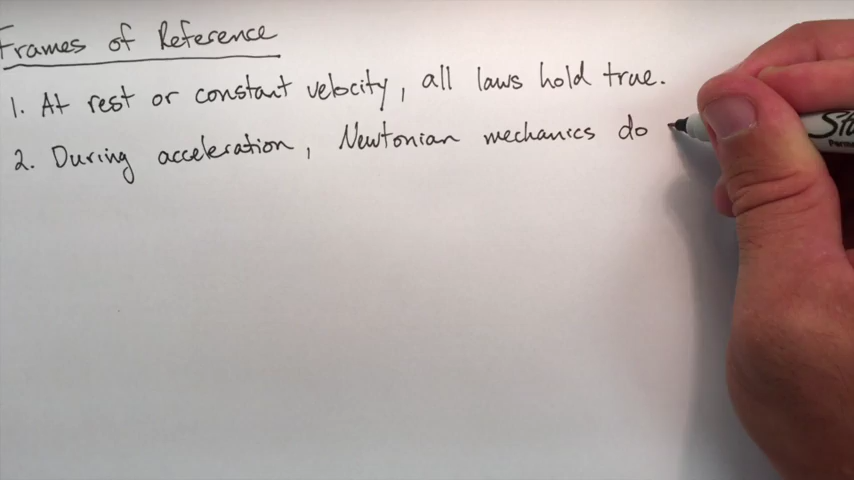 Frames of Reference
1. At rest or constant velocity, all laws hold true.
2. During acceleration, Newtonian mechanics do